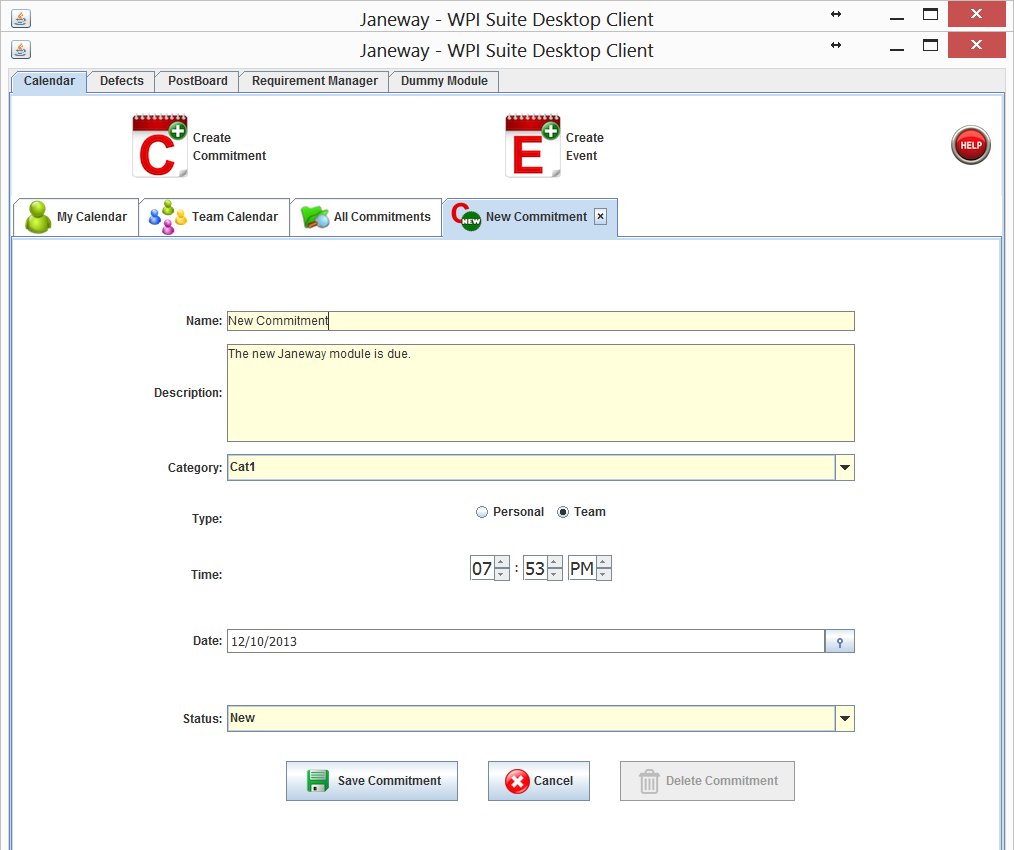 Janeway - WPI Suite Desktop Client
Janeway - WPI Suite Desktop Client
Calendar Defects PostBoard Requirement Manager Dummy Module
C Create Commitment
E Create Event
HELP
My Calendar Team Calendar All Commitments C NEW New Commitment
Name: New Commitment
Description: The new Janeway module is due.
Category: Cat1
Type: Personal Team
Time: 07 : 53 PM
Date: 12/10/2013
Status: New
Save Commitment Cancel Delete Commitment